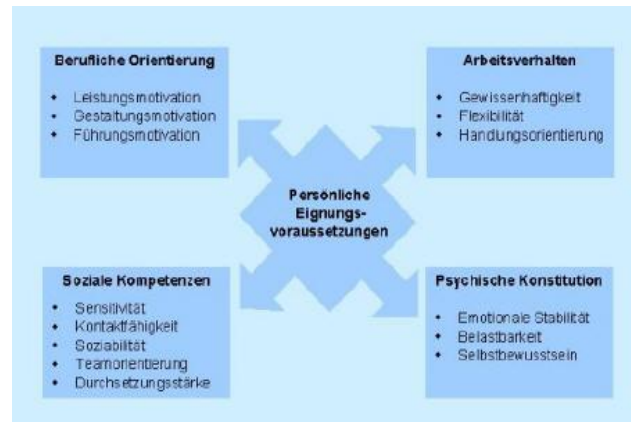 Berufliche Orientierung
• Leistungsmotivation
• Gestaltungsmotivation
• Führungsmotivation
Arbeitsverhalten
• Gewissenhaftigkeit
• Flexibilität
• Handlungsorientierung
Persönliche
Eignungs-
voraussetzungen
Soziale Kompetenzen
• Sensitivität
• Kontaktfähigkeit
• Soziabilität
• Teamorientierung
• Durchsetzungsstärke
Psychische Konstitution
• Emotionale Stabilität
• Belastbarkeit
• Selbstbewusstsein